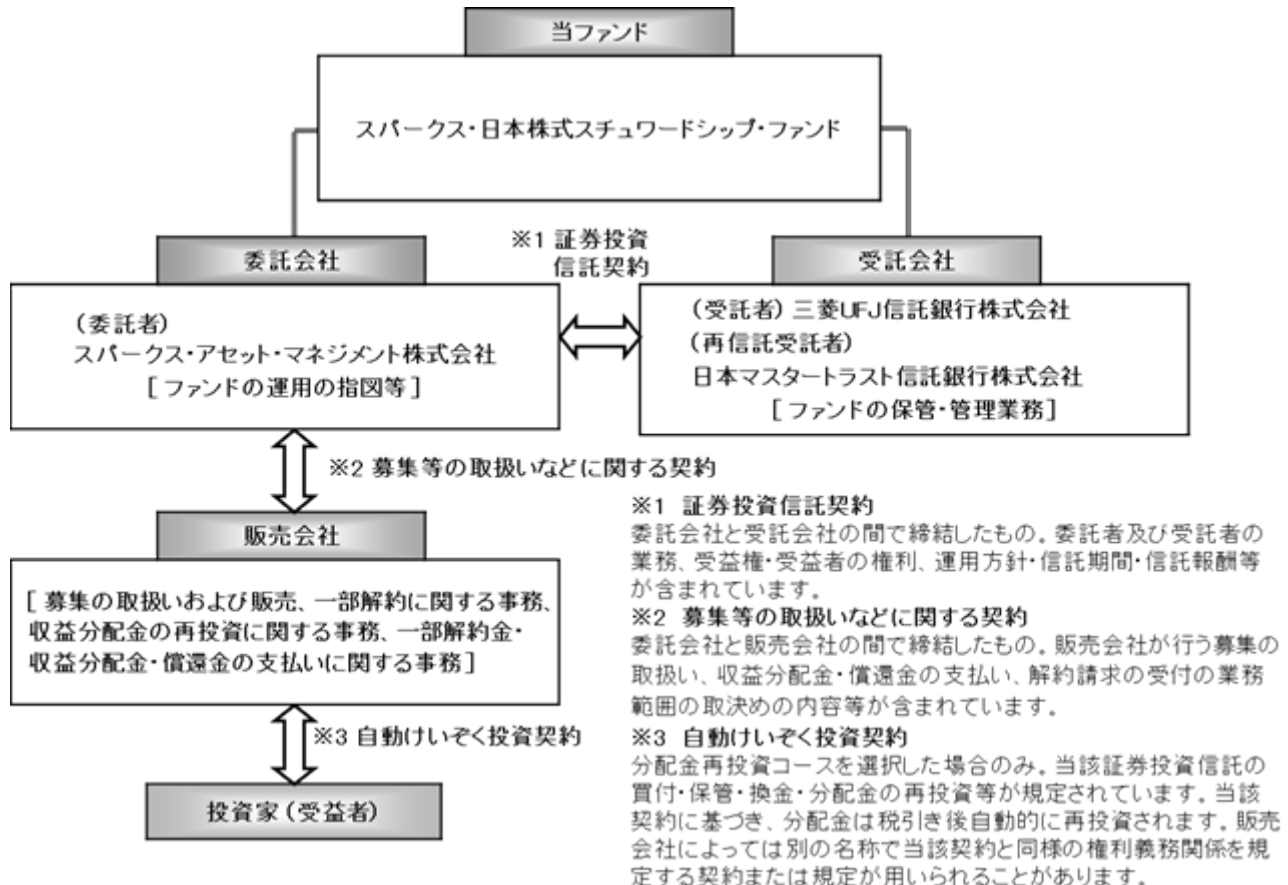 当ファンド
スパークス・日本株式スチュワードシップ・ファンド
委託会社
※1 証券投資
信託契約
受託会社
(委託者)
スパークス・アセット・マネジメント株式会社
[ファンドの運用の指図等]
(受託者) 三菱UFJ信託銀行株式会社
(再信託受託者)
日本マスタートラスト信託銀行株式会社
[ファンドの保管・管理業務]
※2 募集等の取扱いなどに関する契約
販売会社
[募集の取扱いおよび販売、一部解約に関する事務、
収益分配金の再投資に関する事務、一部解約金・
収益分配金・償還金の支払いに関する事務]
※3 自動けいぞく投資契約
投資家(受益者)
※1 証券投資信託契約
委託会社と受託会社の間で締結したもの。委託者及び受託者の
業務、受益権・受益者の権利、運用方針・信託期間・信託報酬等
が含まれています。
※2 募集等の取扱いなどに関する契約
委託会社と販売会社の間で締結したもの。販売会社が行う募集の
取扱い、収益分配金・償還金の支払い、解約請求の受付の業務
範囲の取決めの内容等が含まれています。
※3 自動けいぞく投資契約
分配金再投資コースを選択した場合のみ。当該証券投資信託の
買付・保管・換金・分配金の再投資等が規定されています。当該
契約に基づき、分配金は税引き後自動的に再投資されます。販売
会社によっては別の名称で当該契約と同様の権利義務関係を規
定する契約または規定が用いられることがあります。